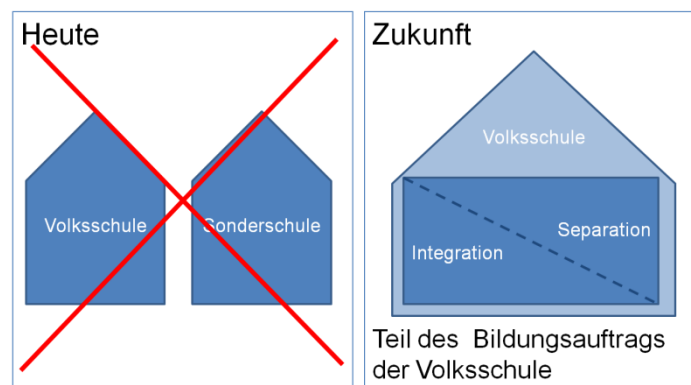 Heute
Volksschule
Sonderschule
Zukunft
Volksschule
Separation
Integration
Teil des Bildungsauftrags
der Volksschule